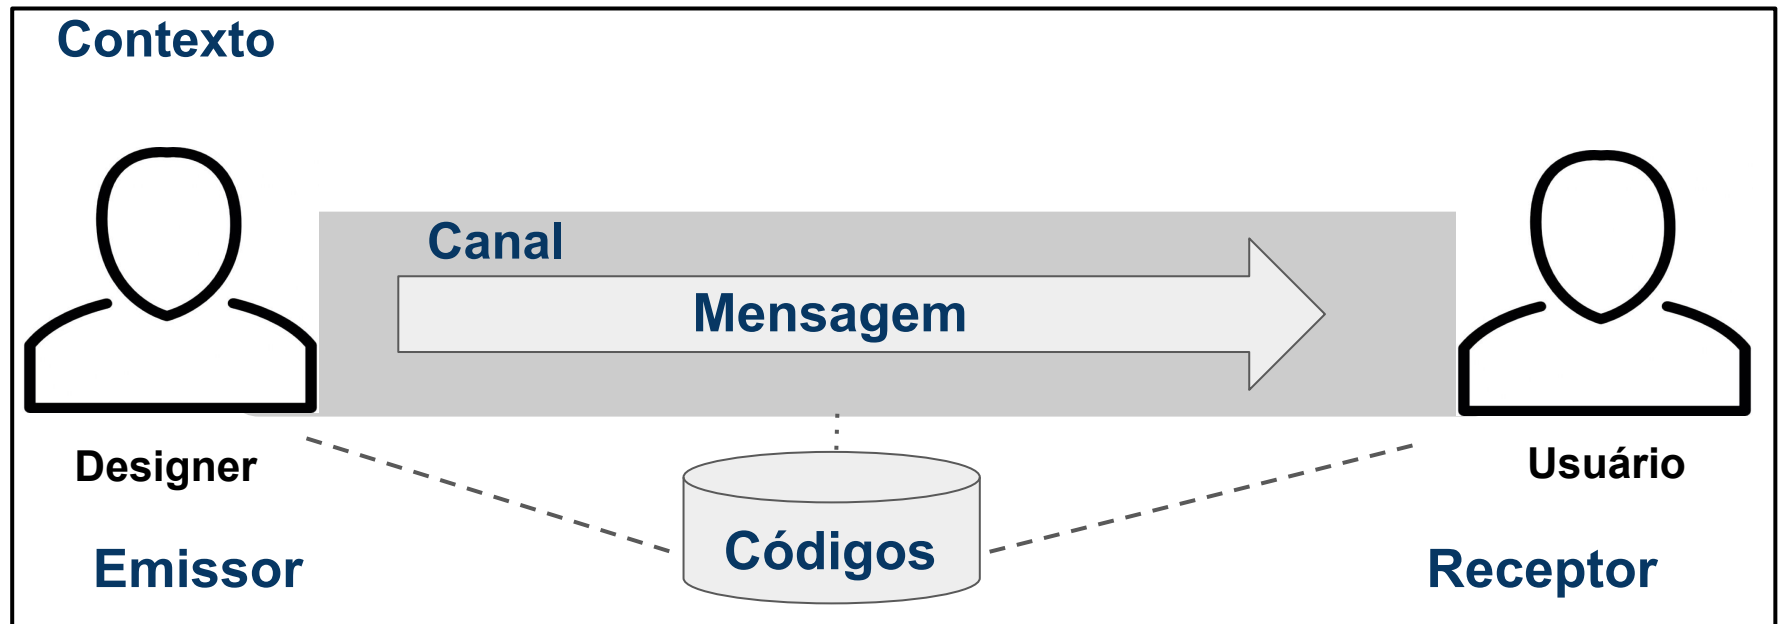 Contexto
Canal
Mensagem
Designer
Usuário
Códigos
Emissor
Receptor